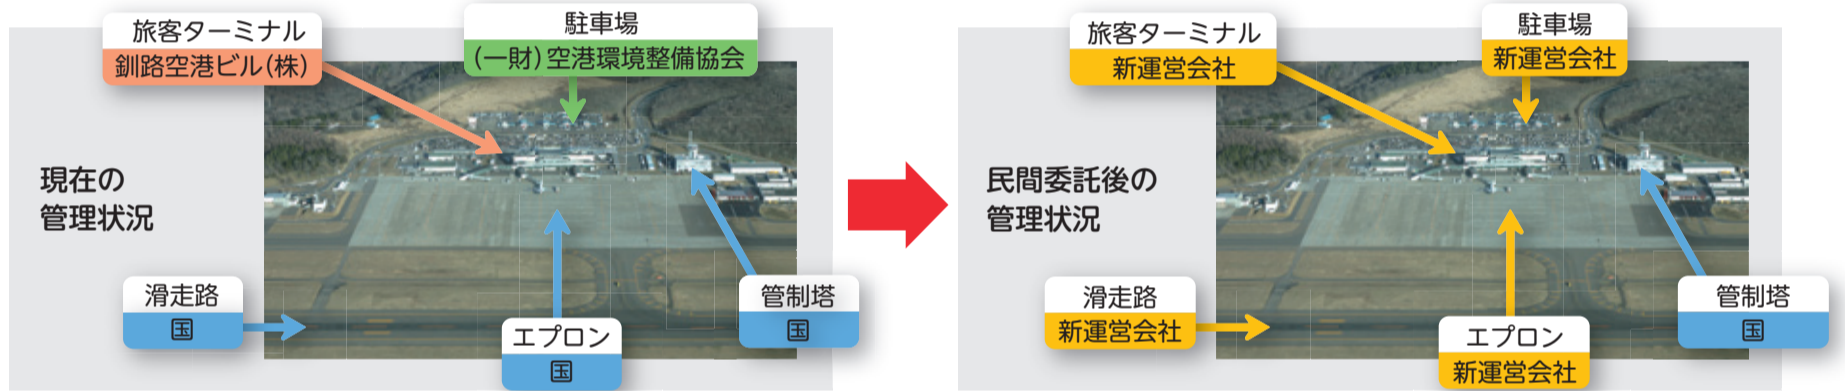 旅客ターミナル
釧路空港ビル(株)
駐車場
(一財)空港環境整備協会
現在の
管理状況
滑走路
国
エプロン
国
管制塔
国
旅客ターミナル
新運営会社
駐車場
新運営会社
民間委託後の
管理状況
滑走路
新運営会社
エプロン
新運営会社
管制塔
国